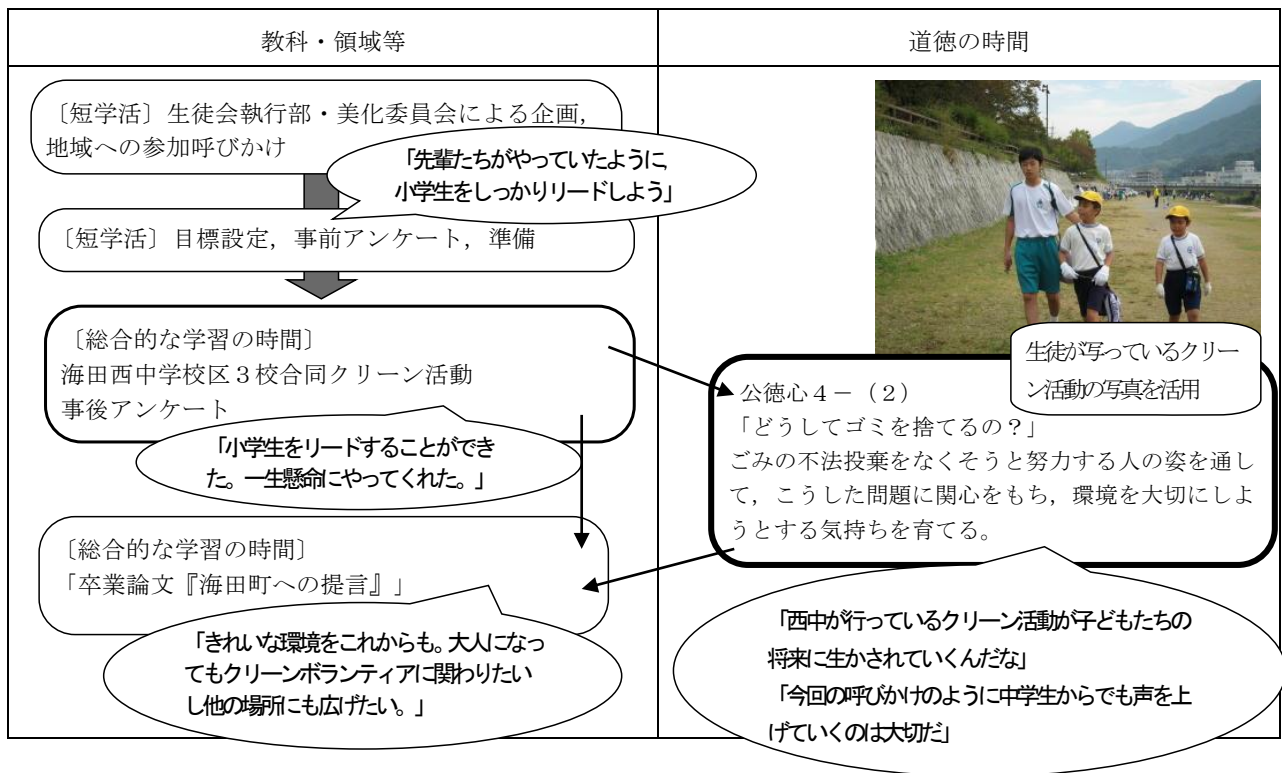 教科・領域等
道徳の時間
〔短学活〕生徒会執行部・美化委員会による企画,
地域への参加呼びかけ
「先輩たちがやっていたように,
小学生をしっかりリードしよう」
〔短学活〕目標設定,事前アンケート,準備
〔総合的な学習の時間〕
海田西中学校区3校合同クリーン活動
事後アンケート
「小学生をリードすることができ
た。一生懸命にやってくれた。」
〔総合的な学習の時間〕
「卒業論文『海田町への提言』」
「きれいな環境をこれからも。大人になっ
てもクリーンボランティアに関わりたい
し他の場所にも広げたい。」
生徒が写っているクリー
ン活動の写真を活用
公徳心4-(2)
「どうしてゴミを捨てるの?」
ごみの不法投棄をなくそうと努力する人の姿を通し
て,こうした問題に関心をもち,環境を大切にしよ
うとする気持ちを育てる。
「西中が行っているクリーン活動が子どもたちの
将来に生かされていくんだな」
「今回の呼びかけのように中学生からでも声を上
げていくのは大切だ」